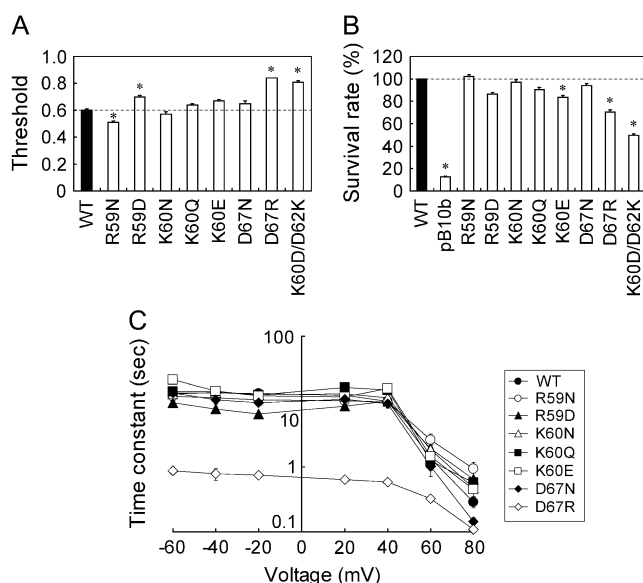 A
Threshold
1.0
0.8
0.6
0.4
0.2
0
*
*
*
*
WT
R59N
R59D
K60N
K60Q
K60E
D67N
D67R
K60D/D62K
B
Survival rate (%)
120
100
80
60
40
20
0
*
*
*
*
WT
pB10b
R59N
R59D
K60N
K60Q
K60E
D67N
D67R
K60D/D62K
C
Time constant (sec)
100
10
1
0.1
-60
-40
-20
0
20
40
60
80
Voltage (mV)
WT
R59N
R59D
K60N
K60Q
K60E
D67N
D67R